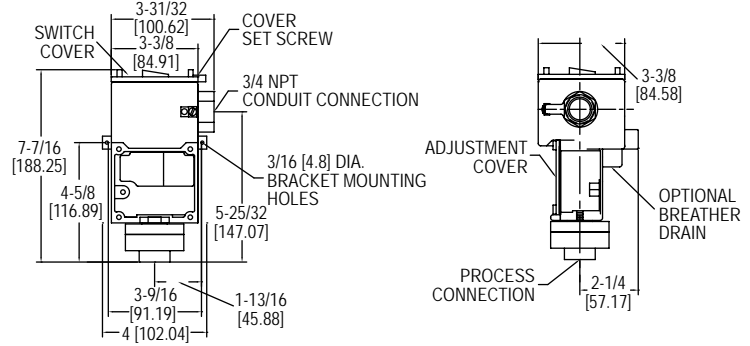 3-31/32
[100.62]
SWITCH
COVER
3-3/8
[84.91]
COVER
SET SCREW
3/4 NPT
CONDUIT CONNECTION
7-7/16
[188.25]
4-5/8
[116.89]
3/16 [4.8] DIA.
BRACKET MOUNTING
HOLES
5-25/32
[147.07]
3-9/16
[91.19]
4 [102.04]
1-13/16
[45.88]
3-3/8
[84.58]
ADJUSTMENT
COVER
OPTIONAL
BREATHER
DRAIN
PROCESS
CONNECTION
2-1/4
[57.17]